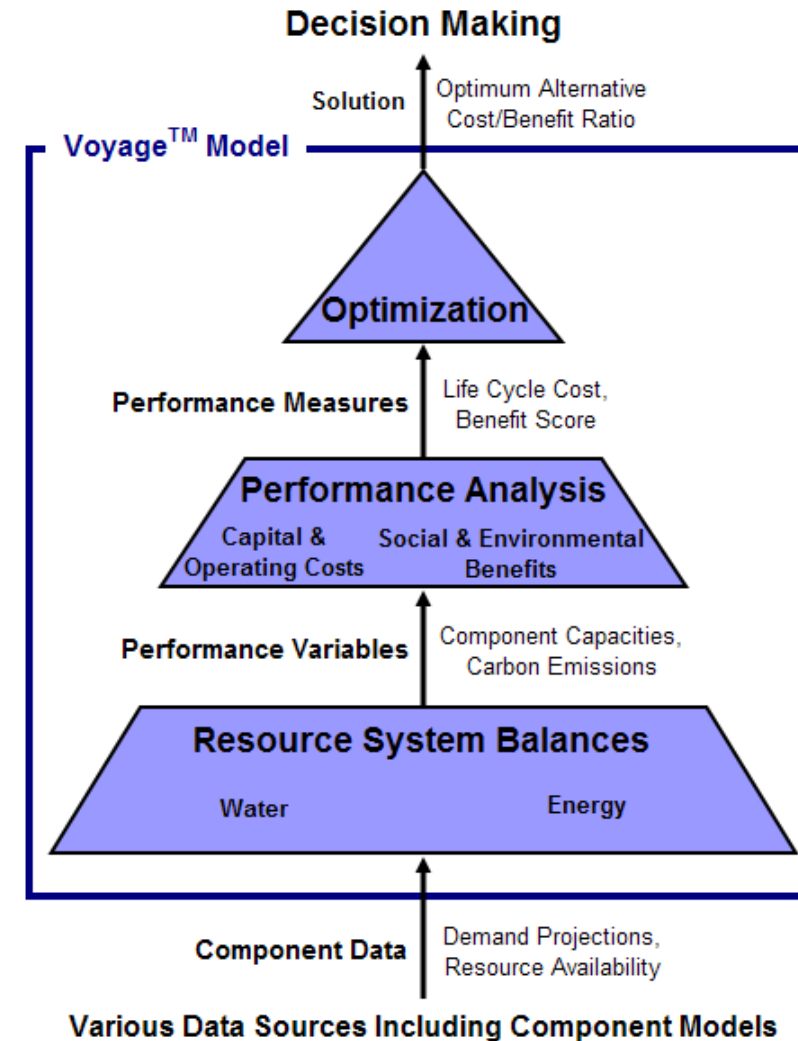 Decision Making
Solution
Optimum Alternative
Cost/Benefit Ratio
Voyage™ Model
Optimization
Performance Measures
Life Cycle Cost,
Benefit Score
Performance Analysis
Capital &
Operating Costs
Social & Environmental
Benefits
Performance Variables
Component Capacities,
Carbon Emissions
Resource System Balances
Water
Energy
Component Data
Demand Projections,
Resource Availability
Various Data Sources Including Component Models